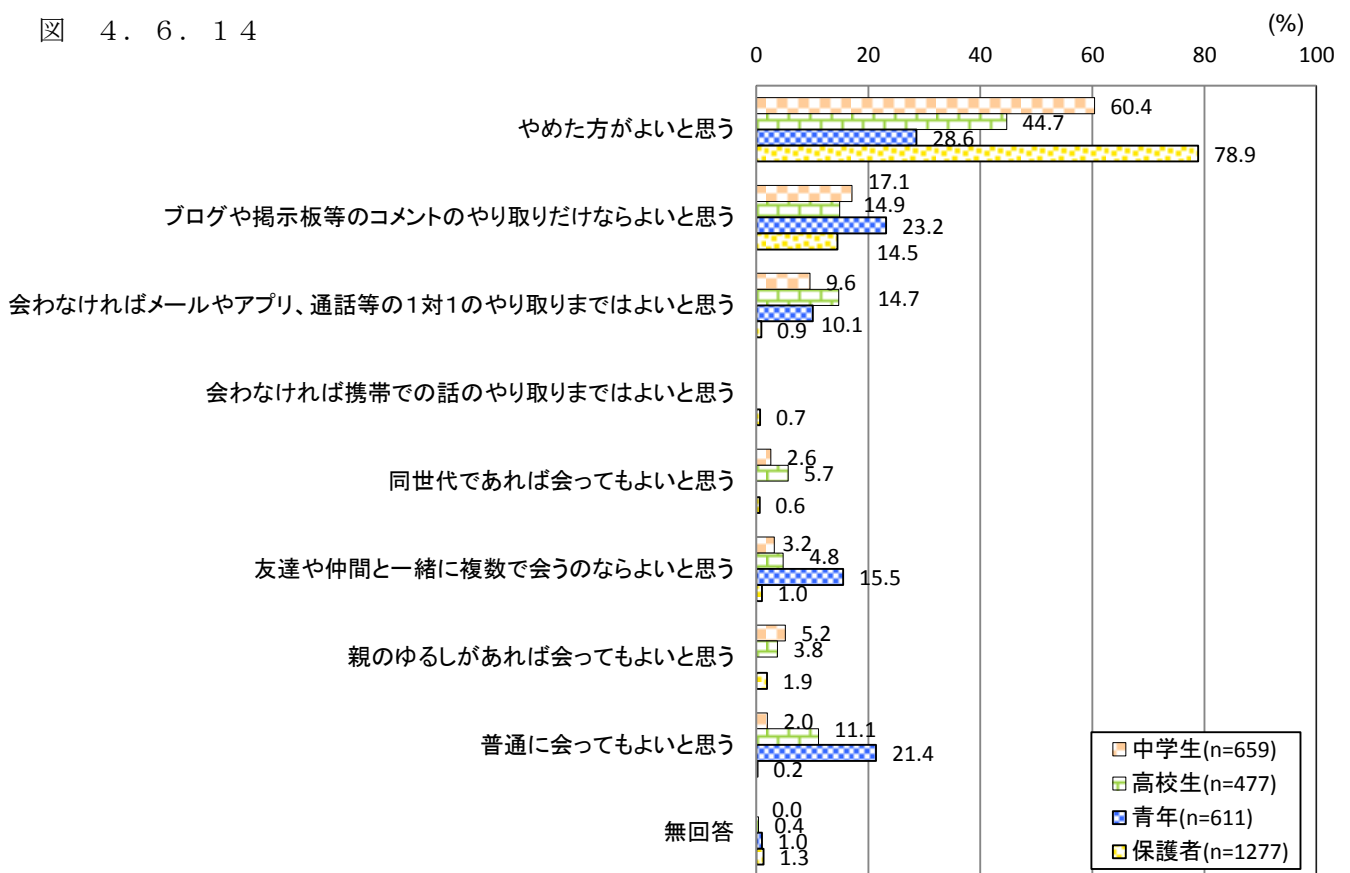 図 4.6.14
(%)
0 20 40 60 80 100
やめた方がよいと思う
60.4
44.7
28.6
78.9
ブログや掲示板等のコメントのやり取りだけならよいと思う
17.1
14.9
23.2
14.5
会わなければメールやアプリ、通話等の1対1のやり取りまではよいと思う
9.6
14.7
10.1
0.9
会わなければ携帯での話のやり取りまではよいと思う
0.7
同世代であれば会ってもよいと思う
2.6
5.7
0.6
友達や仲間と一緒に複数で会うのならよいと思う
3.2
4.8
15.5
1.0
親のゆるしがあれば会ってもよいと思う
5.2
3.8
1.9
普通に会ってもよいと思う
2.0
11.1
21.4
0.2
無回答
0.0
0.4
1.0
1.3
中学生(n=659)
高校生(n=477)
青年(n=611)
保護者(n=1277)